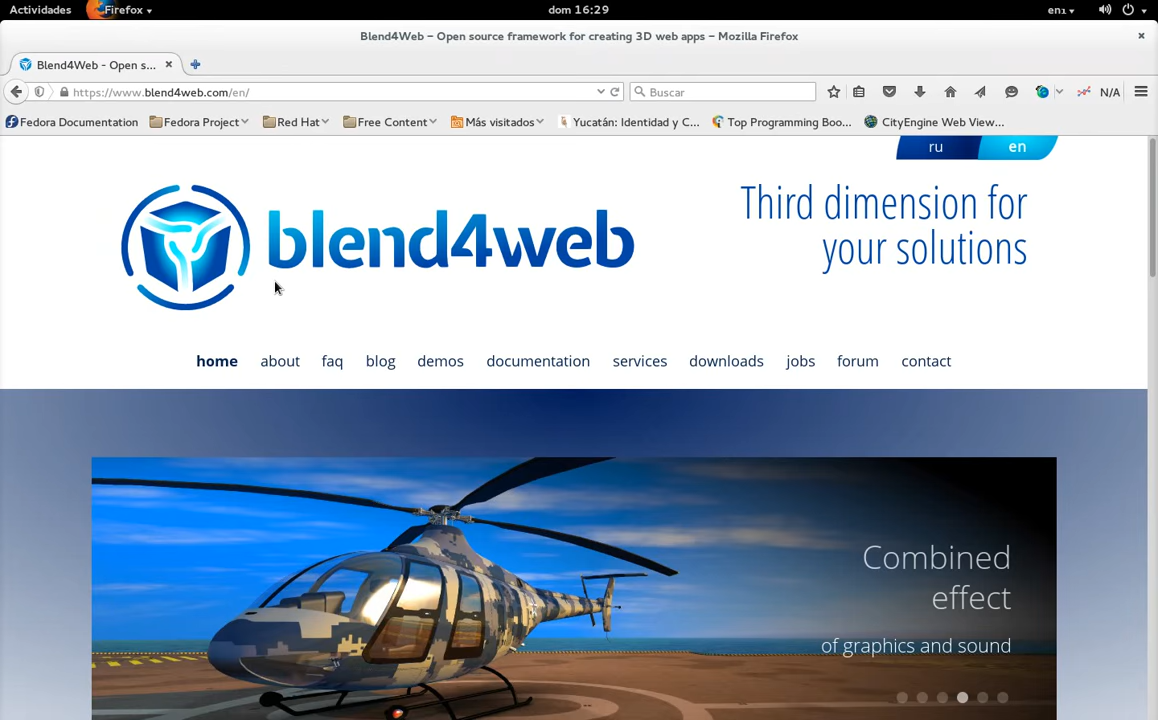 Actividades Firefox dom 16:29 en₁
Blend4Web – Open source framework for creating 3D web apps – Mozilla Firefox
Blend4Web - Open s...
https://www.blend4web.com/en/ Buscar N/A
Fedora Documentation Fedora Project Red Hat Free Content Más visitados Yucatán: Identidad y C... Top Programming Boo... CityEngine Web View...
ru en
blend4web
Third dimension for
your solutions
home about faq blog demos documentation services downloads jobs forum contact
Combined
effect
of graphics and sound